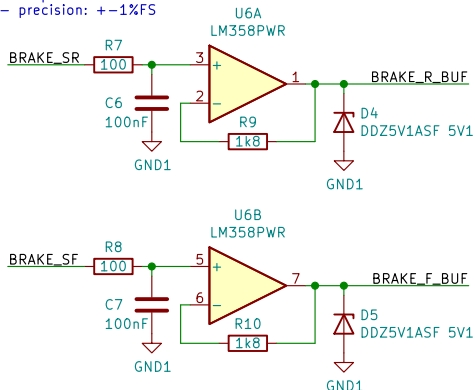 - precision: +-1%FS
U6A
LM358PWR
BRAKE_SR
R7
100
3
+
2
-
1
BRAKE_R_BUF
C6
100nF
R9
1k8
D4
DDZ5V1ASF 5V1
GND1
GND1
U6B
LM358PWR
BRAKE_SF
R8
100
5
+
6
-
7
BRAKE_F_BUF
C7
100nF
R10
1k8
D5
DDZ5V1ASF 5V1
GND1
GND1